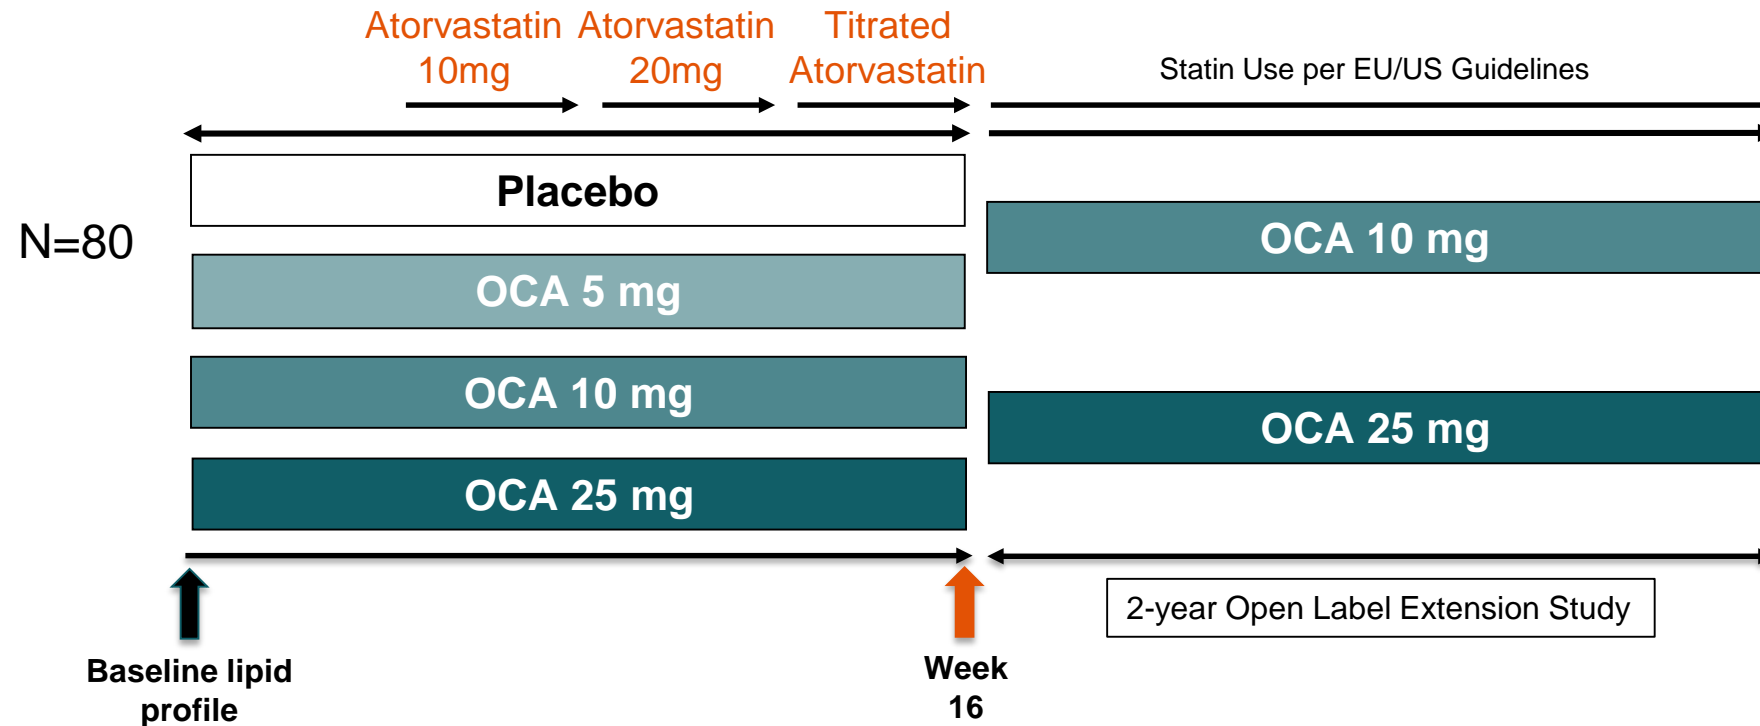 Atorvastatin
10mg
Atorvastatin
20mg
Titrated
Atorvastatin
Statin Use per EU/US Guidelines
N=80
Placebo
OCA 5 mg
OCA 10 mg
OCA 25 mg
OCA 10 mg
OCA 25 mg
2-year Open Label Extension Study
Baseline lipid
profile
Week
16